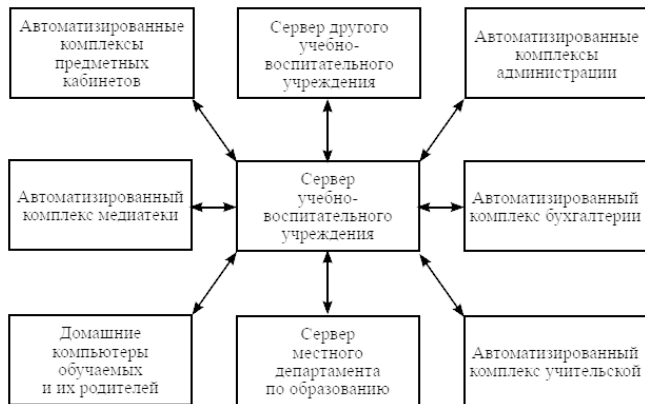 Автоматизированные
комплексы
предметных
кабинетов
Сервер другого
учебно-
воспитательного
учреждения
Автоматизированные
комплексы
администрации
Автоматизированный
комплекс медиатеки
Сервер
учебно-
воспитательного
учреждения
Автоматизированный
комплекс бухгалтерии
Домашние
компьютеры
обучаемых
и их родителей
Сервер
местного
департамента
по образованию
Автоматизированный
комплекс учительской